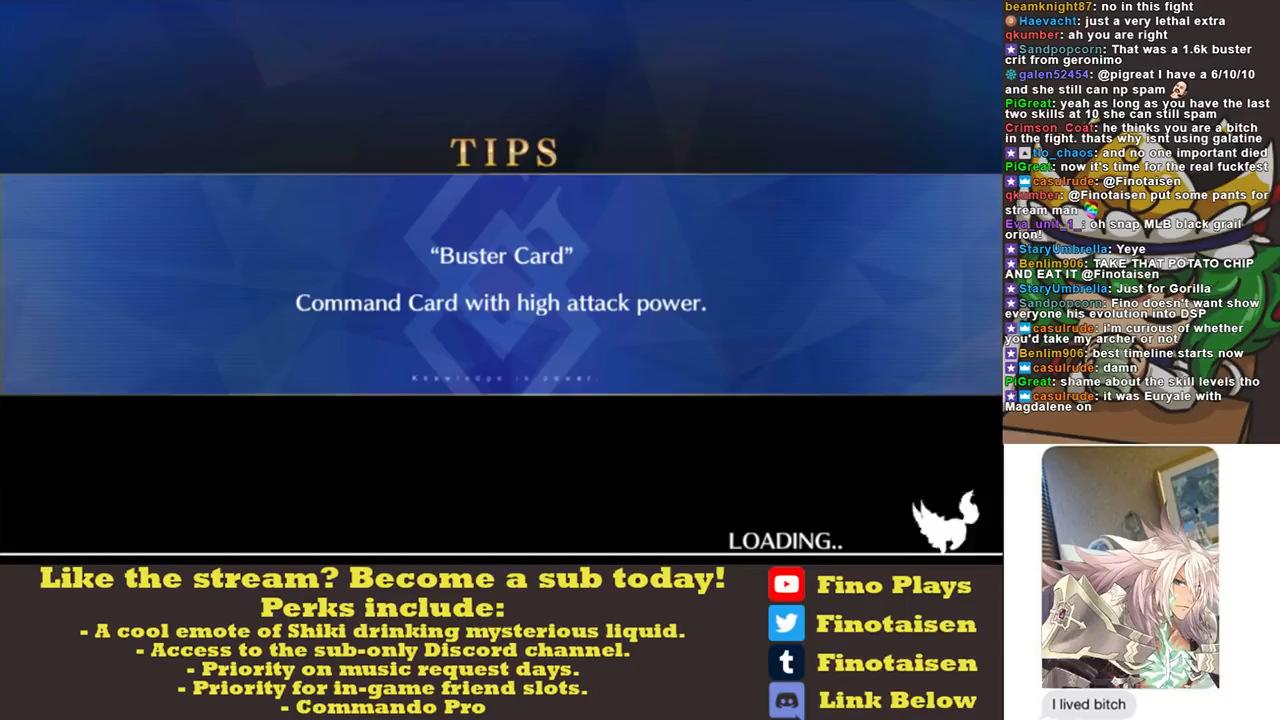 TIPS
“Buster Card”
Command Card with high attack power.
Knowledge is power.
LOADING..
beamknight87: no in this fight
Haevacht: just a very lethal extra
qkumber: ah you are right
Sandpopcorn: That was a 1.6k buster
crit from geronimo
galen52454: @pigreat I have a 6/10/10
and she still can np spam
PiGreat: yeah as long as you have the last
two skills at 10 she can still spam
Crimson_Coat: he thinks you are a bitch
in the fight. thats why isnt using galatine
tio_chaos: and no one important died
PiGreat: now it's time for the real fuckfest
casulrude: @Finotaisen
qkumber: @Finotaisen put some pants for
stream man
Eva_unit_1_: oh snap MLB black grail
orion!
StaryUmbrella: Yeye
Benlim906: TAKE THAT POTATO CHIP
AND EAT IT @Finotaisen
StaryUmbrella: Just for Gorilla
Sandpopcorn: Fino doesn't want show
everyone his evolution into DSP
casulrude: i'm curious of whether
you'd take my archer or not
Benlim906: best timeline starts now
casulrude: damn
PiGreat: shame about the skill levels tho
casulrude: it was Euryale with
Magdalene on
I lived bitch
Like the stream? Become a sub today!
Perks include:
- A cool emote of Shiki drinking mysterious liquid.
- Access to the sub-only Discord channel.
- Priority on music request days.
- Priority for in-game friend slots.
- Commando Pro
Fino Plays
Finotaisen
Finotaisen
Link Below